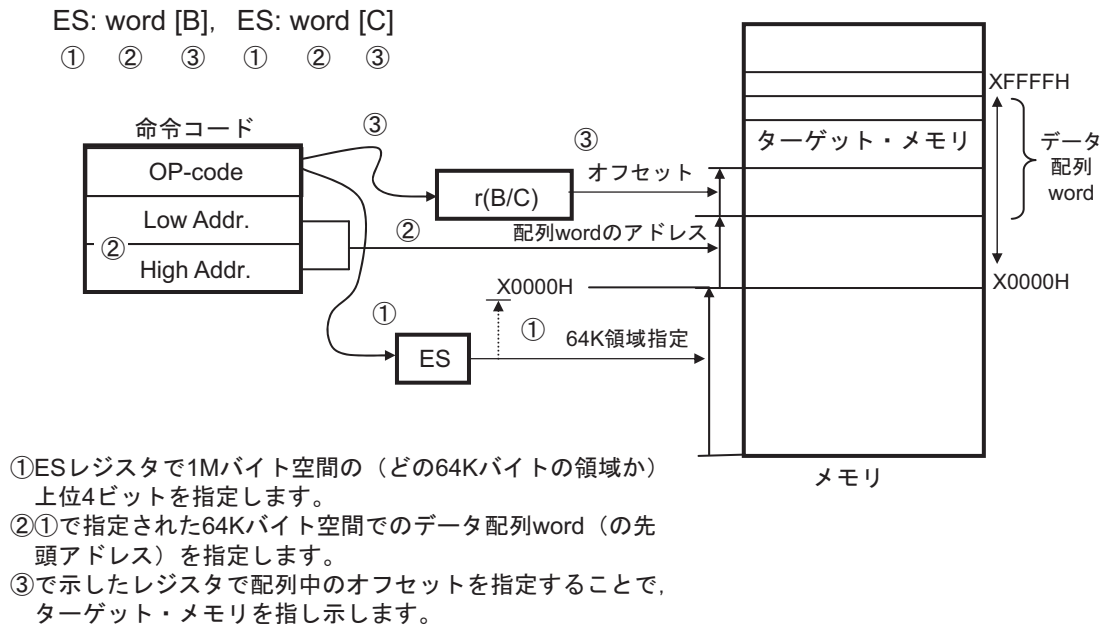 ES: word [B], ES: word [C]
① ② ③ ① ② ③
命令コード
OP-code
Low Addr.
②
High Addr.
③
r(B/C)
③
オフセット
②
配列wordのアドレス
①
ES
X0000H
①
64K領域指定
ターゲット・メモリ
XFFFFH
データ
配列
word
X0000H
メモリ
①ESレジスタで1Mバイト空間の（どの64Kバイトの領域か）
上位4ビットを指定します。
②①で指定された64Kバイト空間でのデータ配列word（の先
頭アドレス）を指定します。
③で示したレジスタで配列中のオフセットを指定することで,
ターゲット・メモリを指し示します。